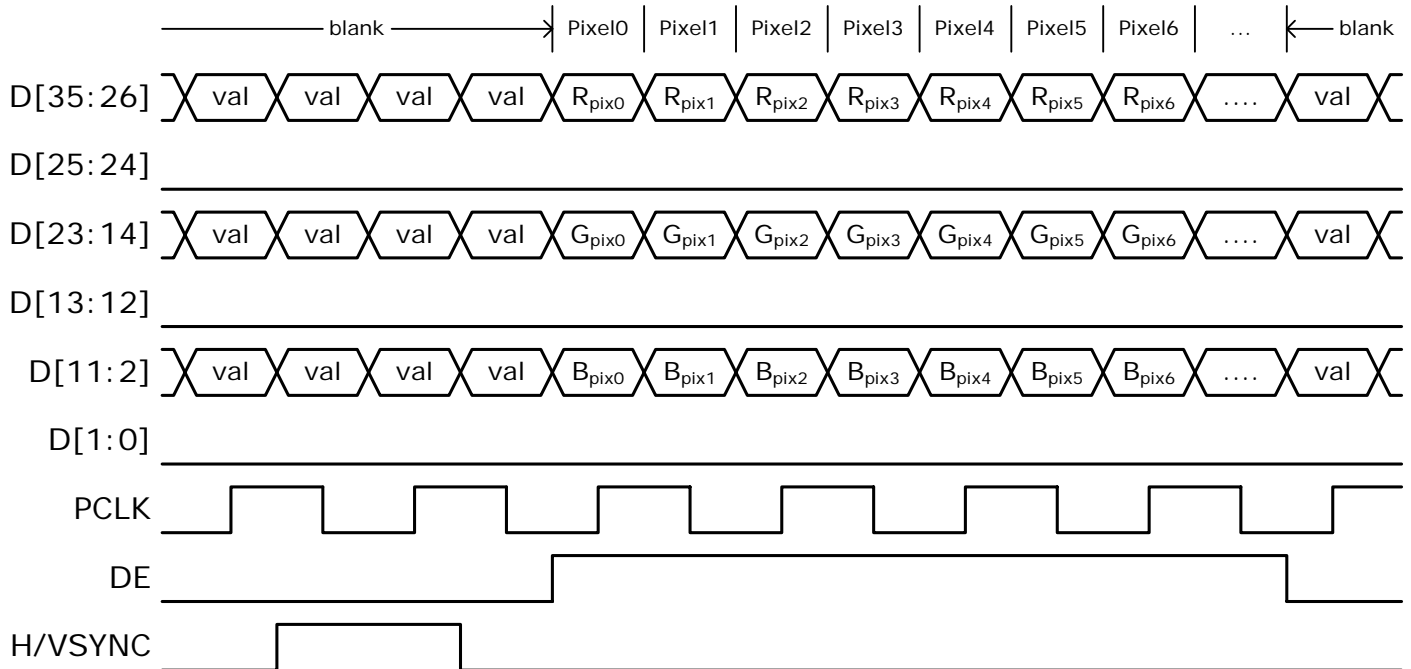 blank Pixel0 Pixel1 Pixel2 Pixel3 Pixel4 Pixel5 Pixel6 ... blank
D[35:26] val val val val Rpix0 Rpix1 Rpix2 Rpix3 Rpix4 Rpix5 Rpix6 .... val
D[25:24]
D[23:14] val val val val Gpix0 Gpix1 Gpix2 Gpix3 Gpix4 Gpix5 Gpix6 .... val
D[13:12]
D[11:2] val val val val Bpix0 Bpix1 Bpix2 Bpix3 Bpix4 Bpix5 Bpix6 .... val
D[1:0]
PCLK
DE
H/VSYNC